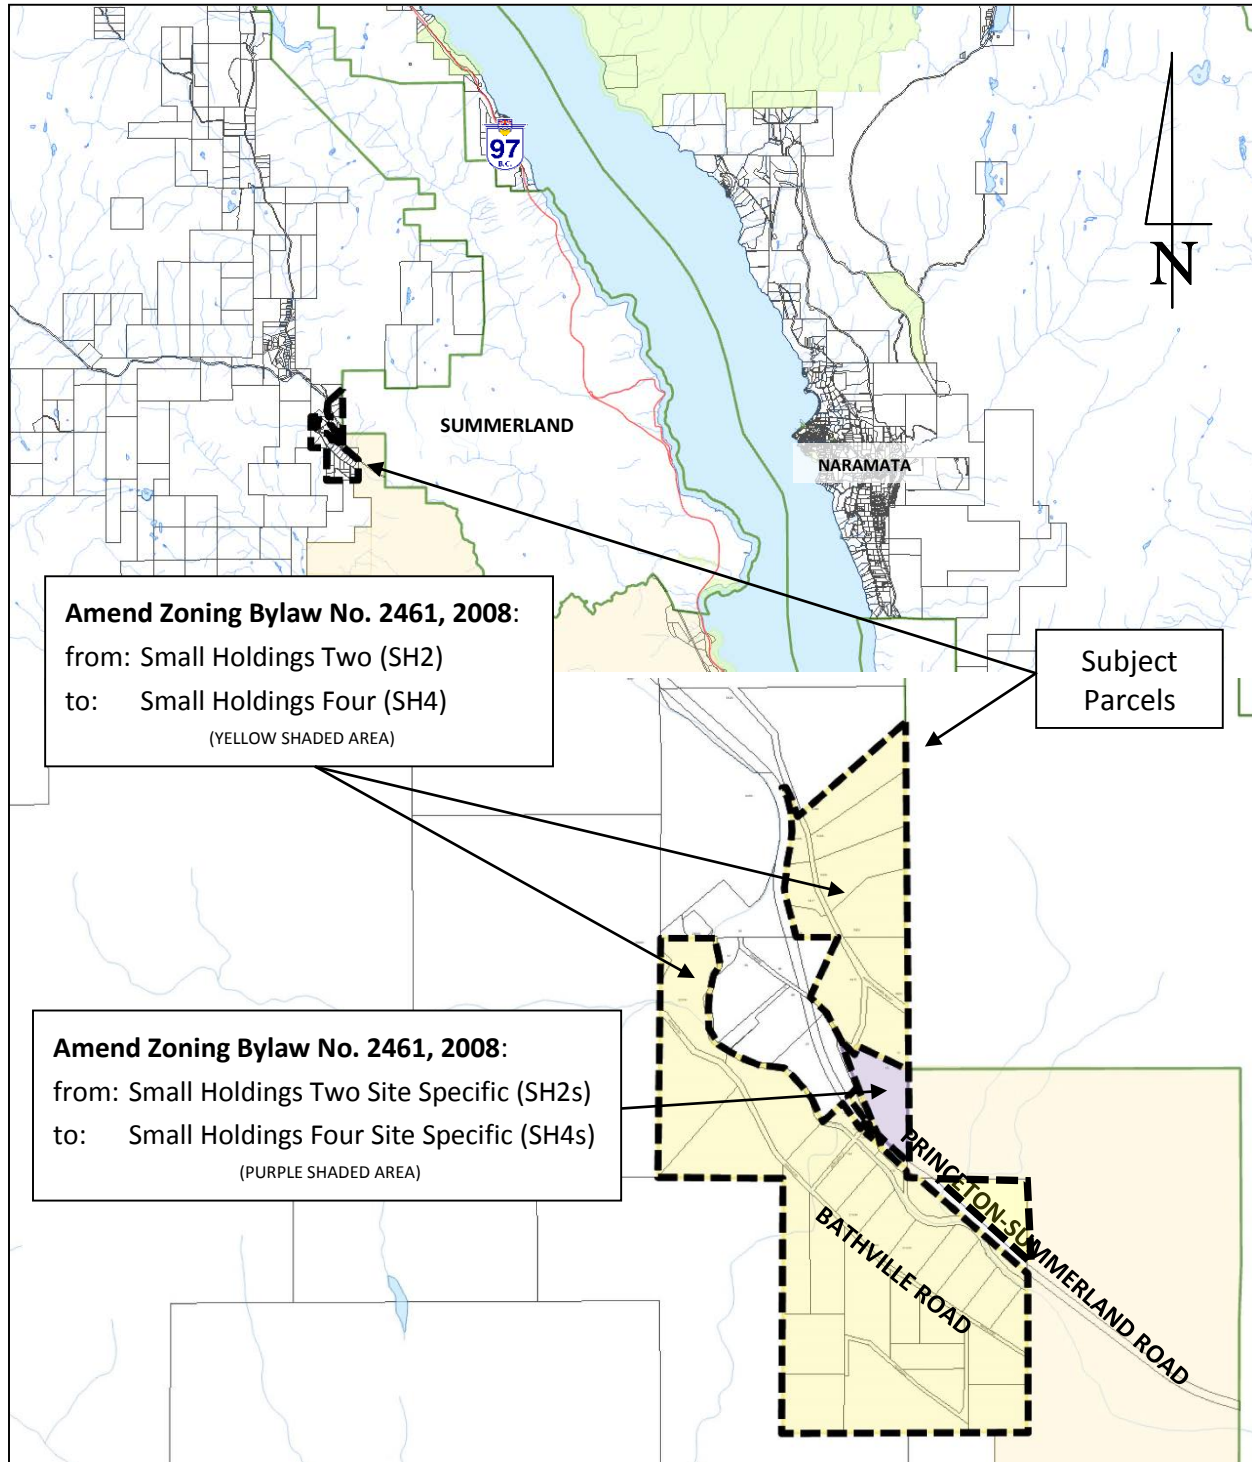 97
B.C.
N
SUMMERLAND
NARAMATA
Amend Zoning Bylaw No. 2461, 2008:
from: Small Holdings Two (SH2)
to: Small Holdings Four (SH4)
(YELLOW SHADED AREA)
Subject
Parcels
Amend Zoning Bylaw No. 2461, 2008:
from: Small Holdings Two Site Specific (SH2s)
to: Small Holdings Four Site Specific (SH4s)
(PURPLE SHADED AREA)
PRINCETON-SUMMERLAND ROAD
BATHVILLE ROAD